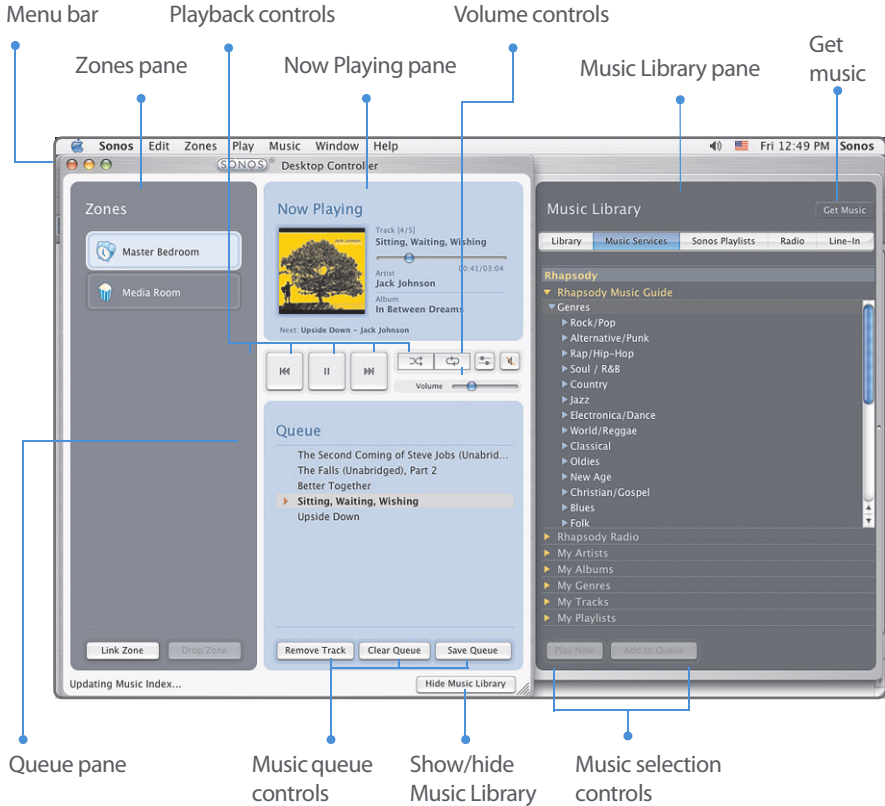 Menu bar
Playback controls
Volume controls
Zones pane
Now Playing pane
Music Library pane
Get
music
Sonos Edit Zones Play Music Window Help
Fri 12:49 PM Sonos
SONOS® Desktop Controller
Zones
Master Bedroom
Media Room
Link Zone
Drop Zone
Updating Music Index...
Now Playing
Jack Johnson
Track [4/5]
Sitting, Waiting, Wishing
00:41/03:04
Artist
Jack Johnson
Album
In Between Dreams
Next: Upside Down – Jack Johnson
Volume
Queue
The Second Coming of Steve Jobs (Unabrid...
The Falls (Unabridged), Part 2
Better Together
Sitting, Waiting, Wishing
Upside Down
Remove Track
Clear Queue
Save Queue
Hide Music Library
Music Library
Get Music
Library
Music Services
Sonos Playlists
Radio
Line-In
Rhapsody
Rhapsody Music Guide
Genres
Rock/Pop
Alternative/Punk
Rap/Hip-Hop
Soul / R&B
Country
Jazz
Electronica/Dance
World/Reggae
Classical
Oldies
New Age
Christian/Gospel
Blues
Folk
Rhapsody Radio
My Artists
My Albums
My Genres
My Tracks
My Playlists
Play Now
Add to Queue
Queue pane
Music queue
controls
Show/hide
Music Library
Music selection
controls